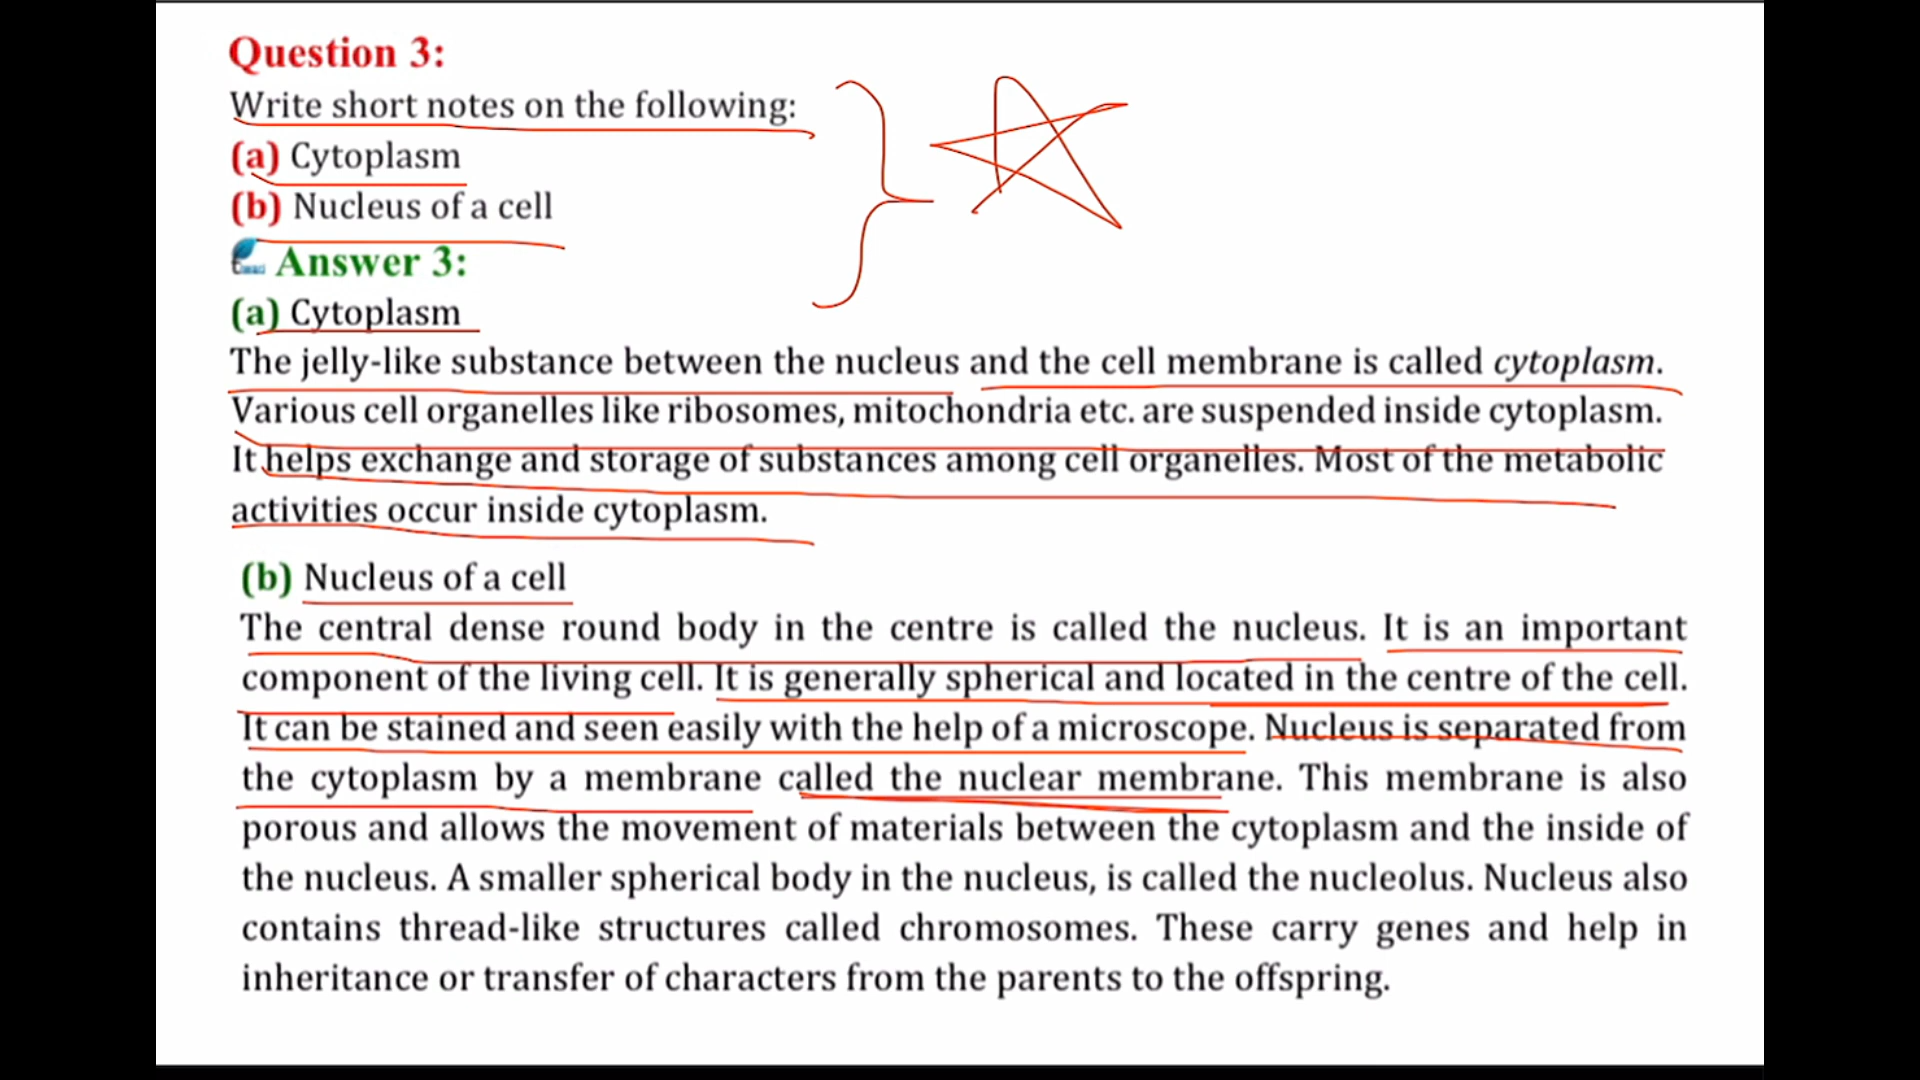 Question 3:
Write short notes on the following:
(a) Cytoplasm
(b) Nucleus of a cell
Answer 3:
(a) Cytoplasm
The jelly-like substance between the nucleus and the cell membrane is called cytoplasm.
Various cell organelles like ribosomes, mitochondria etc. are suspended inside cytoplasm.
It helps exchange and storage of substances among cell organelles. Most of the metabolic
activities occur inside cytoplasm.
(b) Nucleus of a cell
The central dense round body in the centre is called the nucleus. It is an important
component of the living cell. It is generally spherical and located in the centre of the cell.
It can be stained and seen easily with the help of a microscope. Nucleus is separated from
the cytoplasm by a membrane called the nuclear membrane. This membrane is also
porous and allows the movement of materials between the cytoplasm and the inside of
the nucleus. A smaller spherical body in the nucleus, is called the nucleolus. Nucleus also
contains thread-like structures called chromosomes. These carry genes and help in
inheritance or transfer of characters from the parents to the offspring.